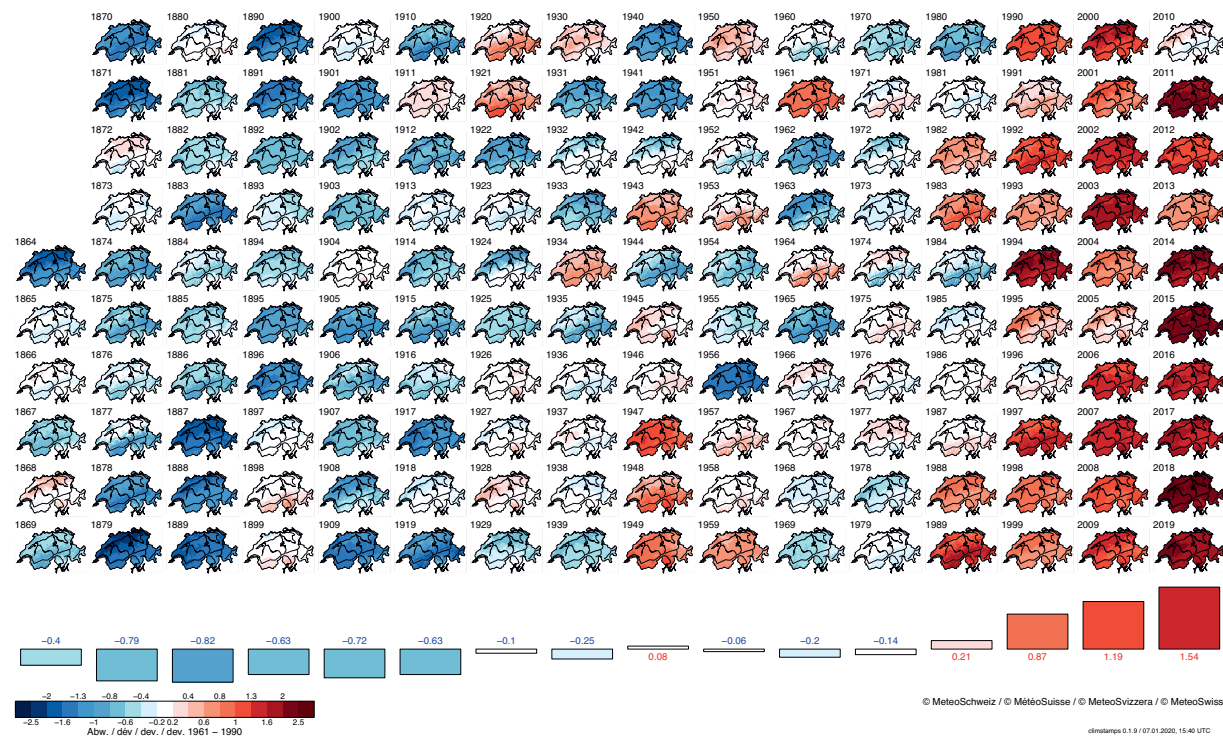 1870 1880 1890 1900 1910 1920 1930 1940 1950 1960 1970 1980 1990 2000 2010
1871 1881 1891 1901 1911 1921 1931 1941 1951 1961 1971 1981 1991 2001 2011
1872 1882 1892 1902 1912 1922 1932 1942 1952 1962 1972 1982 1992 2002 2012
1873 1883 1893 1903 1913 1923 1933 1943 1953 1963 1973 1983 1993 2003 2013
1864 1874 1884 1894 1904 1914 1924 1934 1944 1954 1964 1974 1984 1994 2004 2014
1865 1875 1885 1895 1905 1915 1925 1935 1945 1955 1965 1975 1985 1995 2005 2015
1866 1876 1886 1896 1906 1916 1926 1936 1946 1956 1966 1976 1986 1996 2006 2016
1867 1877 1887 1897 1907 1917 1927 1937 1947 1957 1967 1977 1987 1997 2007 2017
1868 1878 1888 1898 1908 1918 1928 1938 1948 1958 1968 1978 1988 1998 2008 2018
1869 1879 1889 1899 1909 1919 1929 1939 1949 1959 1969 1979 1989 1999 2009 2019
−0.4 −0.79 −0.82 −0.63 −0.72 −0.63 −0.1 −0.25 −0.06 −0.2 −0.14
0.08 0.21 0.87 1.19 1.54
−2 −1.3 −0.8 −0.4 0.4 0.8 1.3 2
−2.5 −1.6 −1 −0.6 −0.2 0.2 0.6 1 1.6 2.5
Abw. / dév / dev. / dev. 1961 − 1990
© MeteoSchweiz / © MétéoSuisse / © MeteoSvizzera / © MeteoSwiss
climstamps 0.1.9 / 07.01.2020, 15:40 UTC